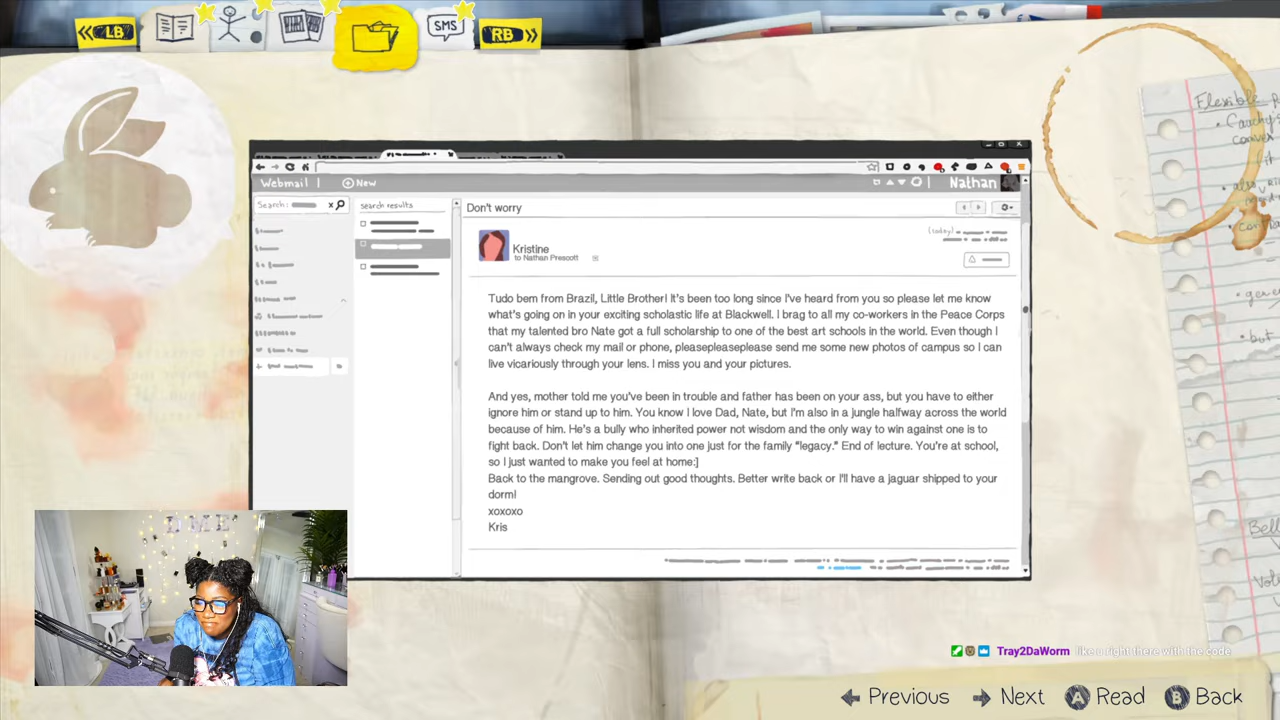 LB
SMS
RB
Flexible
Webmail
New
Nathan
Search:
search results
Don't worry
Kristine
to Nathan Prescott
(today)
Tudo bem from Brazil, Little Brother! It's been too long since I've heard from you so please let me know
what's going on in your exciting scholastic life at Blackwell. I brag to all my co-workers in the Peace Corps
that my talented bro Nate got a full scholarship to one of the best art schools in the world. Even though I
can't always check my mail or phone, pleasepleaseplease send me some new photos of campus so I can
live vicariously through your lens. I miss you and your pictures.
And yes, mother told me you've been in trouble and father has been on your ass, but you have to either
ignore him or stand up to him. You know I love Dad, Nate, but I'm also in a jungle halfway across the world
because of him. He's a bully who inherited power not wisdom and the only way to win against one is to
fight back. Don't let him change you into one just for the family "legacy." End of lecture. You're at school,
so I just wanted to make you feel at home:]
Back to the mangrove. Sending out good thoughts. Better write back or I'll have a jaguar shipped to your
dorm!
xoxoxo
Kris
Tray2DaWorm like u right there with the code
Previous Next A Read B Back